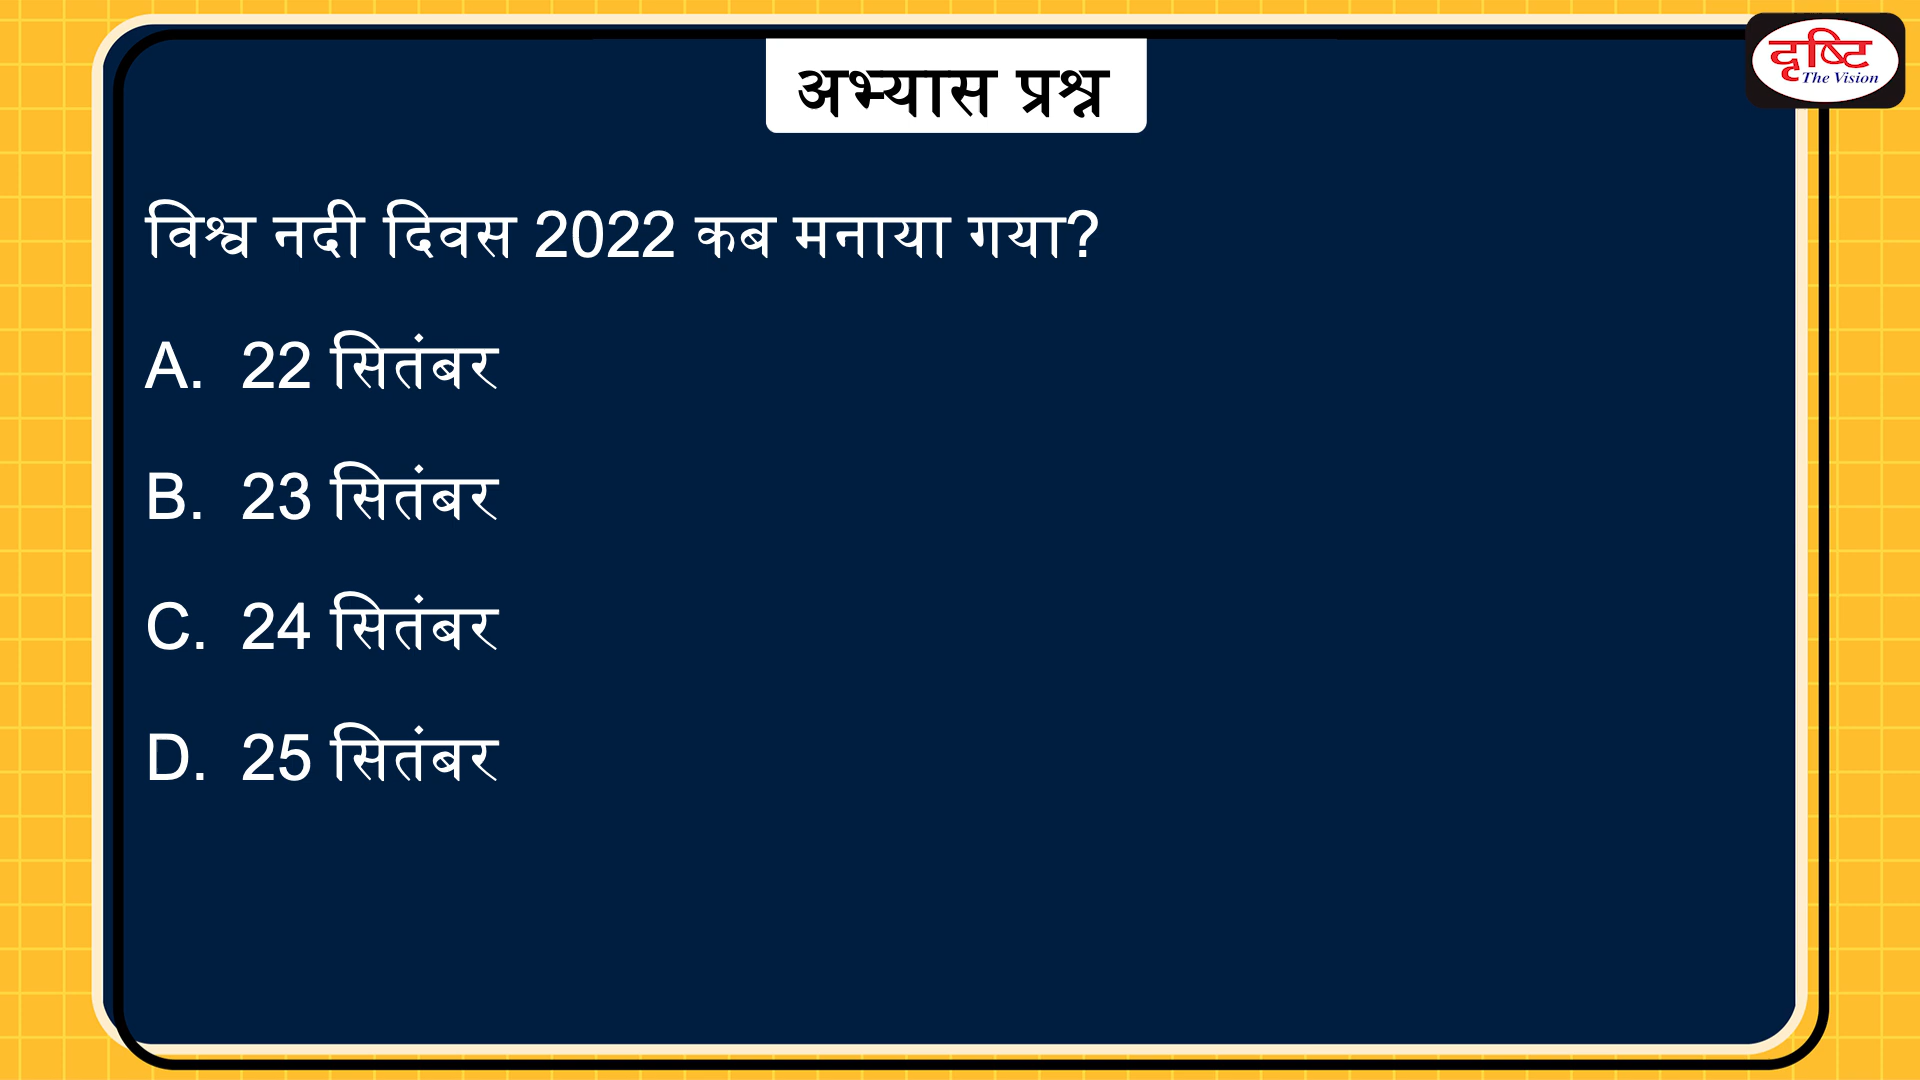 अभ्यास प्रश्न
दृष्टि
The Vision
विश्व नदी दिवस 2022 कब मनाया गया?
A. 22 सितंबर
B. 23 सितंबर
C. 24 सितंबर
D. 25 सितंबर